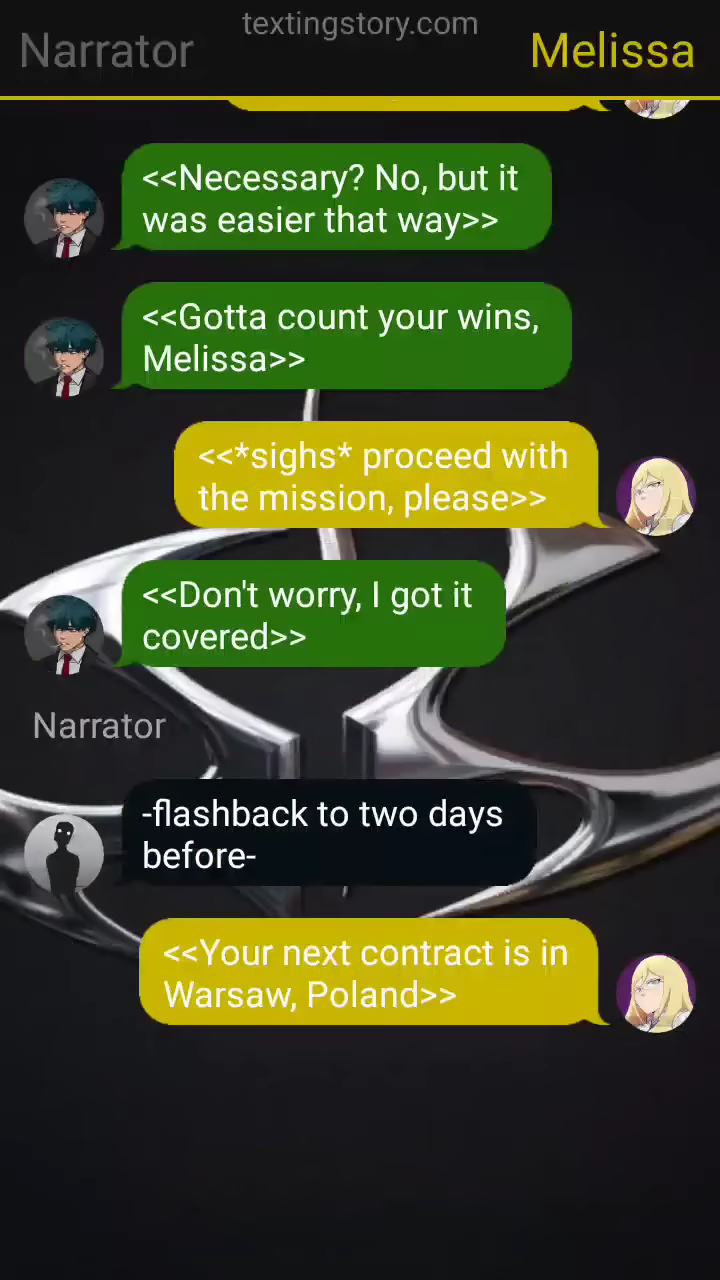 textingstory.com
Narrator
Melissa
<<Necessary? No, but it
was easier that way>>
<<Gotta count your wins,
Melissa>>
<<*sighs* proceed with
the mission, please>>
<<Don't worry, I got it
covered>>
Narrator
-flashback to two days
before-
<<Your next contract is in
Warsaw, Poland>>